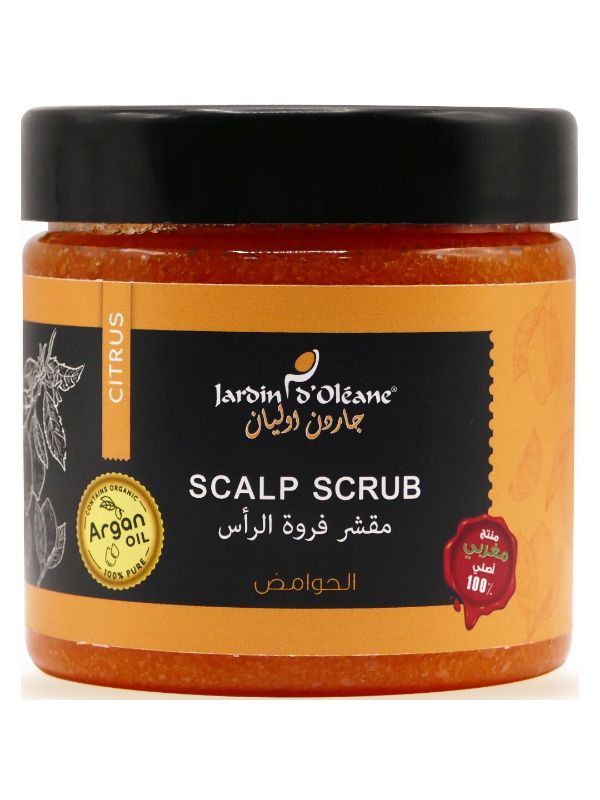 CITRUS
Jardin d'Oléane®
جاردن اوليان
SCALP SCRUB
مقشر فروة الرأس
الحوامض
CONTAINS ORGANIC
Argan
OIL
100% PURE
منتج
مغربي
أصلي
100%